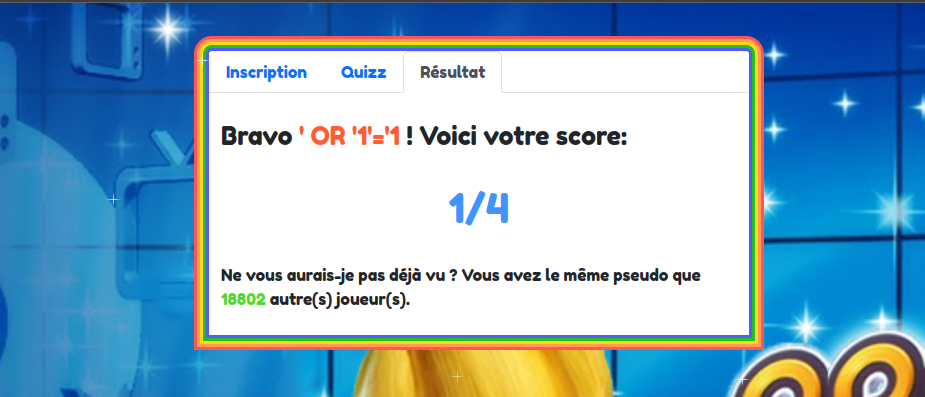 Inscription Quizz Résultat
Bravo ' OR '1'='1 ! Voici votre score:
1/4
Ne vous aurais-je pas déjà vu ? Vous avez le même pseudo que
18802 autre(s) joueur(s).